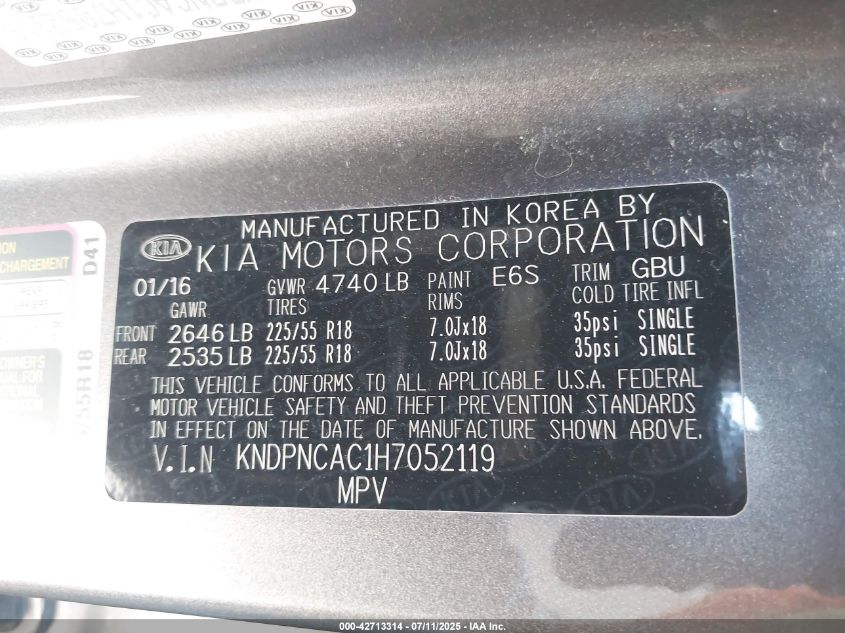 MANUFACTURED IN KOREA BY
KIA KIA MOTORS CORPORATION
01/16 GVWR 4740 LB PAINT E6S TRIM GBU
GAWR TIRES RIMS COLD TIRE INFL
FRONT 2646 LB 225/55 R18 7.0Jx18 35psi SINGLE
REAR 2535 LB 225/55 R18 7.0Jx18 35psi SINGLE
THIS VEHICLE CONFORMS TO ALL APPLICABLE U.S.A. FEDERAL
MOTOR VEHICLE SAFETY AND THEFT PREVENTION STANDARDS
IN EFFECT ON THE DATE OF MANUFACTURE SHOWN ABOVE.
V.I.N KNDPNCAC1H7052119
MPV
D41
/55R18
000-42713314 - 07/11/2025 - IAA Inc.